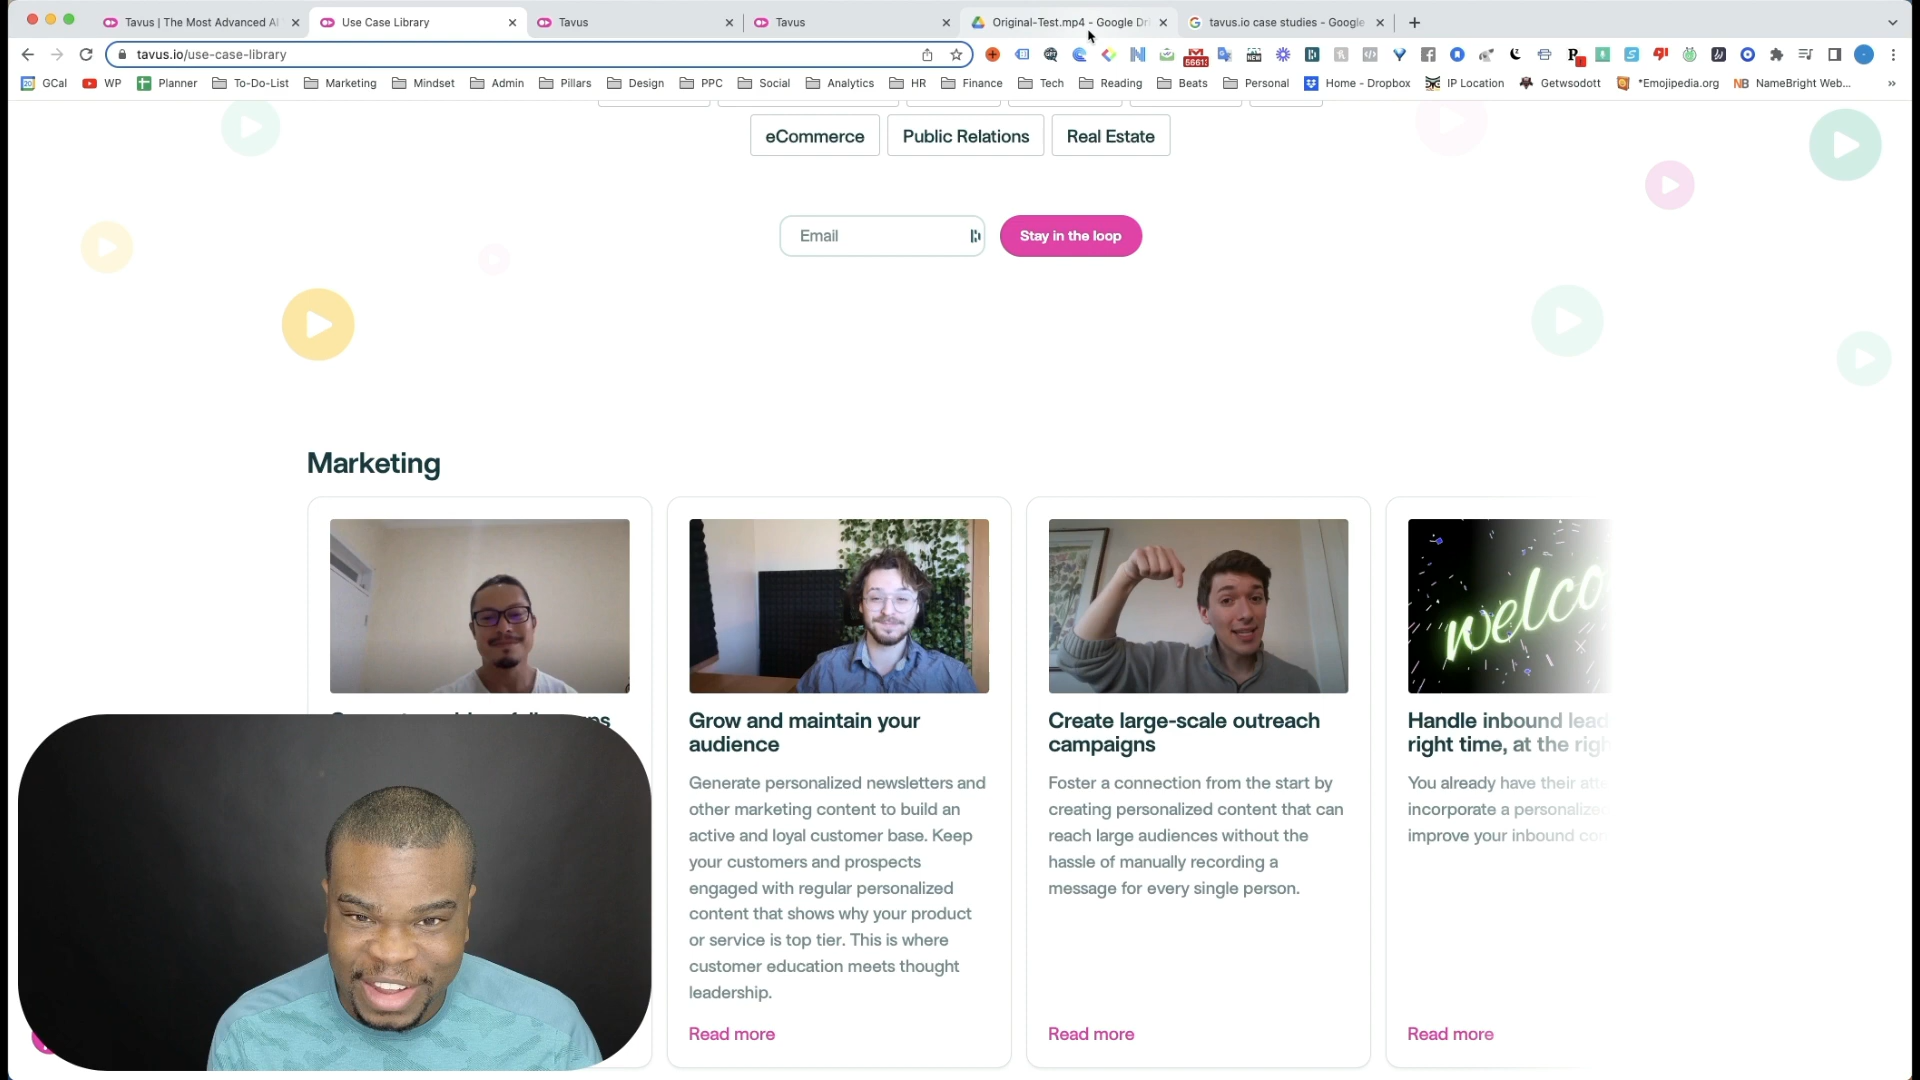 Tavus | The Most Advanced AI
Use Case Library
Tavus
Tavus
Original-Test.mp4 - Google Dri
tavus.io case studies - Google
tavus.io/use-case-library
5661
NEW
GCal
WP
Planner
To-Do-List
Marketing
Mindset
Admin
Pillars
Design
PPC
Social
Analytics
HR
Finance
Tech
Reading
Beats
Personal
Home - Dropbox
IP Location
Getwsodott
*Emojipedia.org
NB NameBright Web...
»
eCommerce
Public Relations
Real Estate
Email
Stay in the loop
Marketing
welco
Grow and maintain your
audience
Generate personalized newsletters and
other marketing content to build an
active and loyal customer base. Keep
your customers and prospects
engaged with regular personalized
content that shows why your product
or service is top tier. This is where
customer education meets thought
leadership.
Read more
Create large-scale outreach
campaigns
Foster a connection from the start by
creating personalized content that can
reach large audiences without the
hassle of manually recording a
message for every single person.
Read more
Handle inbound lead
right time, at the righ
You already have their atte
incorporate a personalized
improve your inbound con
Read more